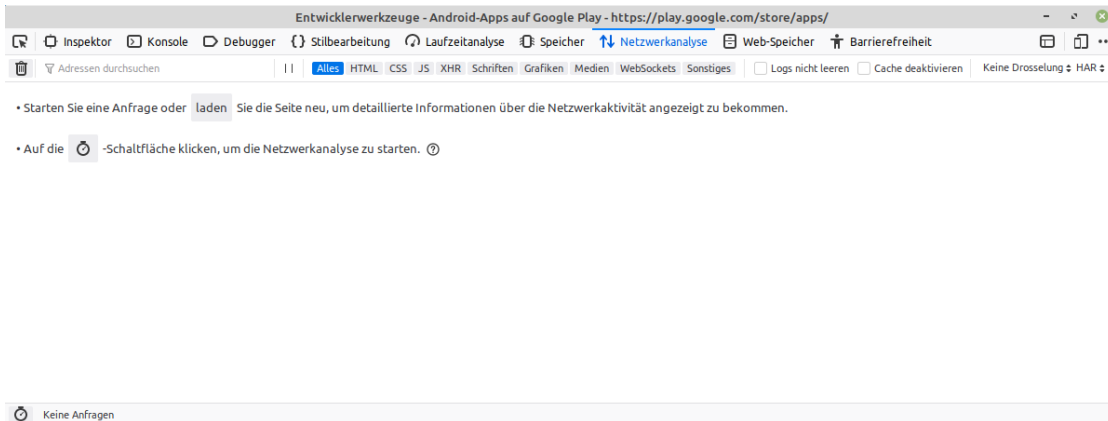 Entwicklerwerkzeuge - Android-Apps auf Google Play - https://play.google.com/store/apps/
Inspektor Konsole Debugger Stilbearbeitung Laufzeitanalyse Speicher Netzwerkanalyse Web-Speicher Barrierefreiheit
Adressen durchsuchen Alles HTML CSS JS XHR Schriften Grafiken Medien WebSockets Sonstiges Logs nicht leeren Cache deaktivieren Keine Drosselung HAR
• Starten Sie eine Anfrage oder laden Sie die Seite neu, um detaillierte Informationen über die Netzwerkaktivität angezeigt zu bekommen.
• Auf die -Schaltfläche klicken, um die Netzwerkanalyse zu starten.
Keine Anfragen